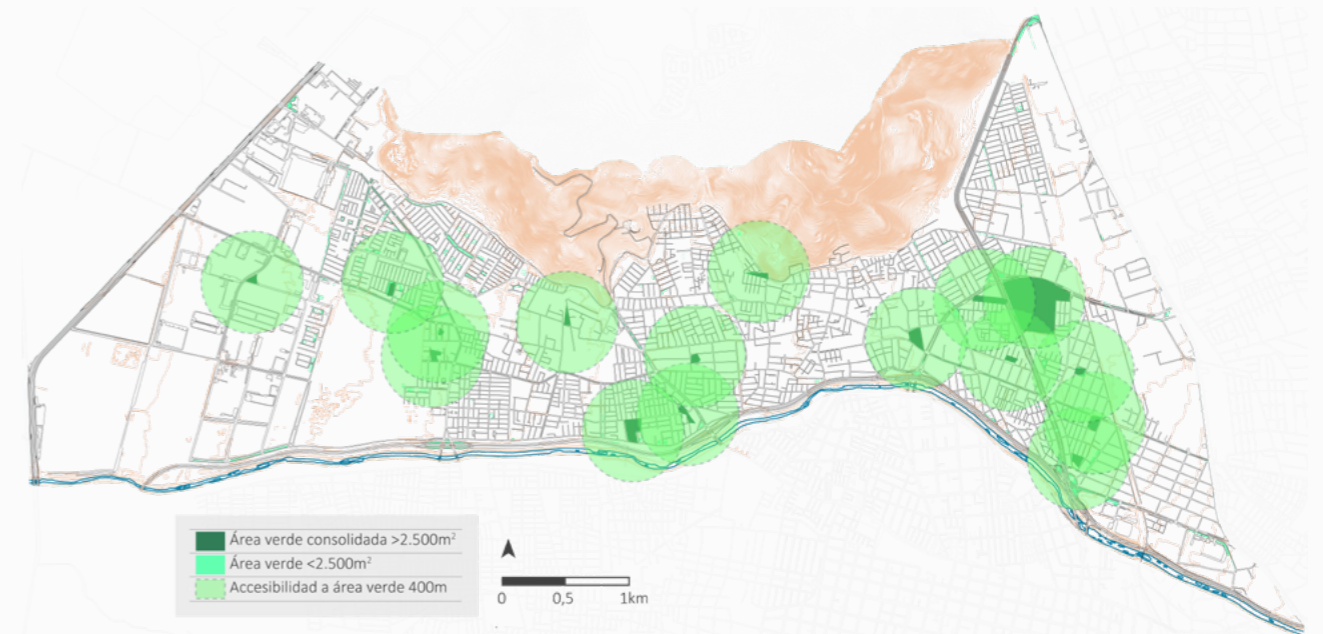 Área verde consolidada >2.500m²
Área verde <2.500m²
Accesibilidad a área verde 400m
0 0,5 1km